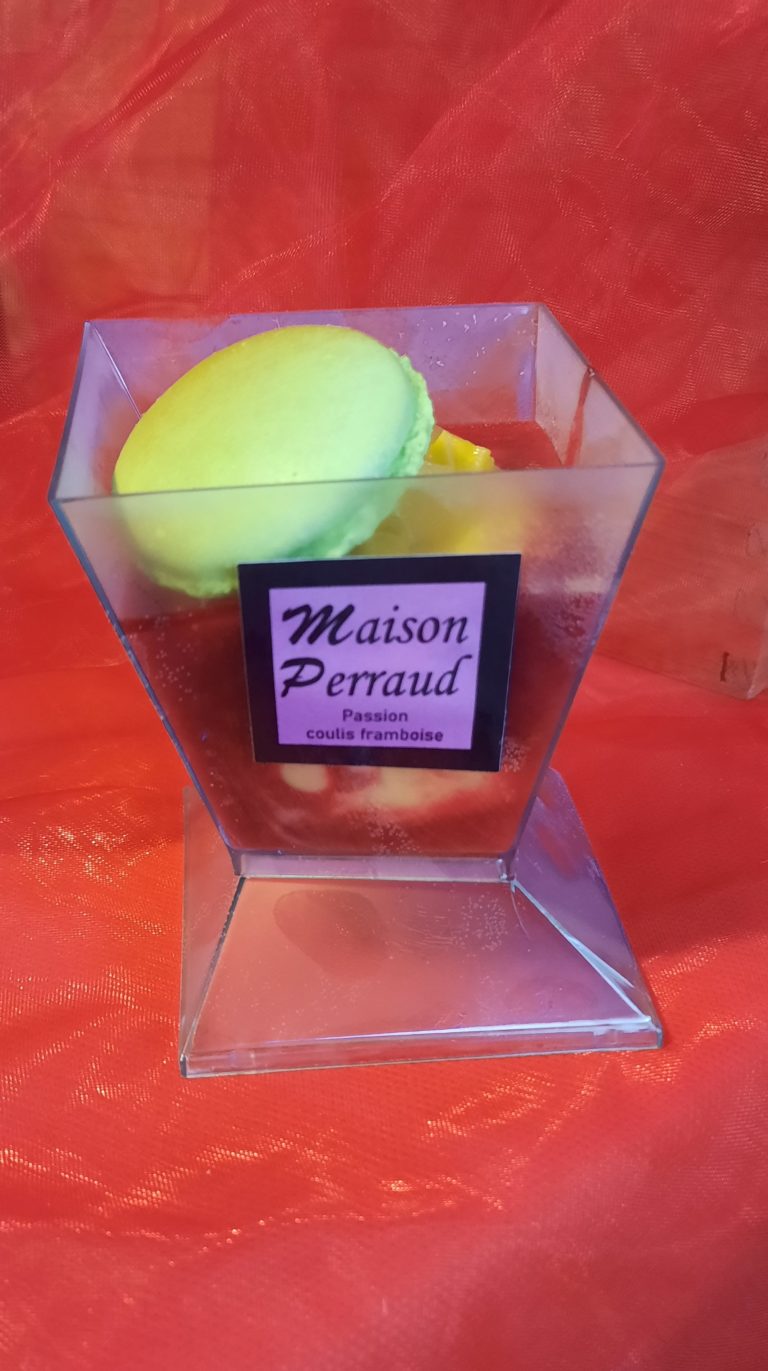 Maison
Perraud
Passion
coulis framboise